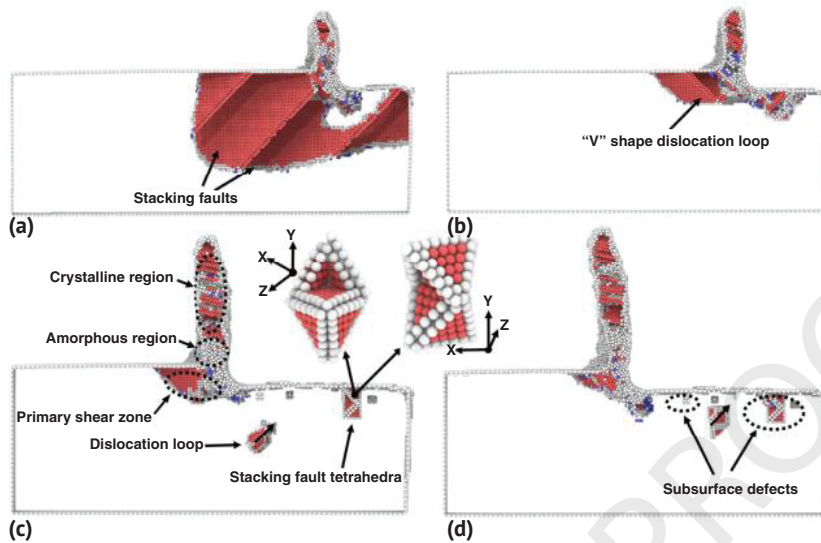 Stacking faults
(a)
"V" shape dislocation loop
(b)
Crystalline region
Amorphous region
Primary shear zone
Dislocation loop
Stacking fault tetrahedra
Y
X
Z
Y
Z
X
(c)
Subsurface defects
(d)
PROO